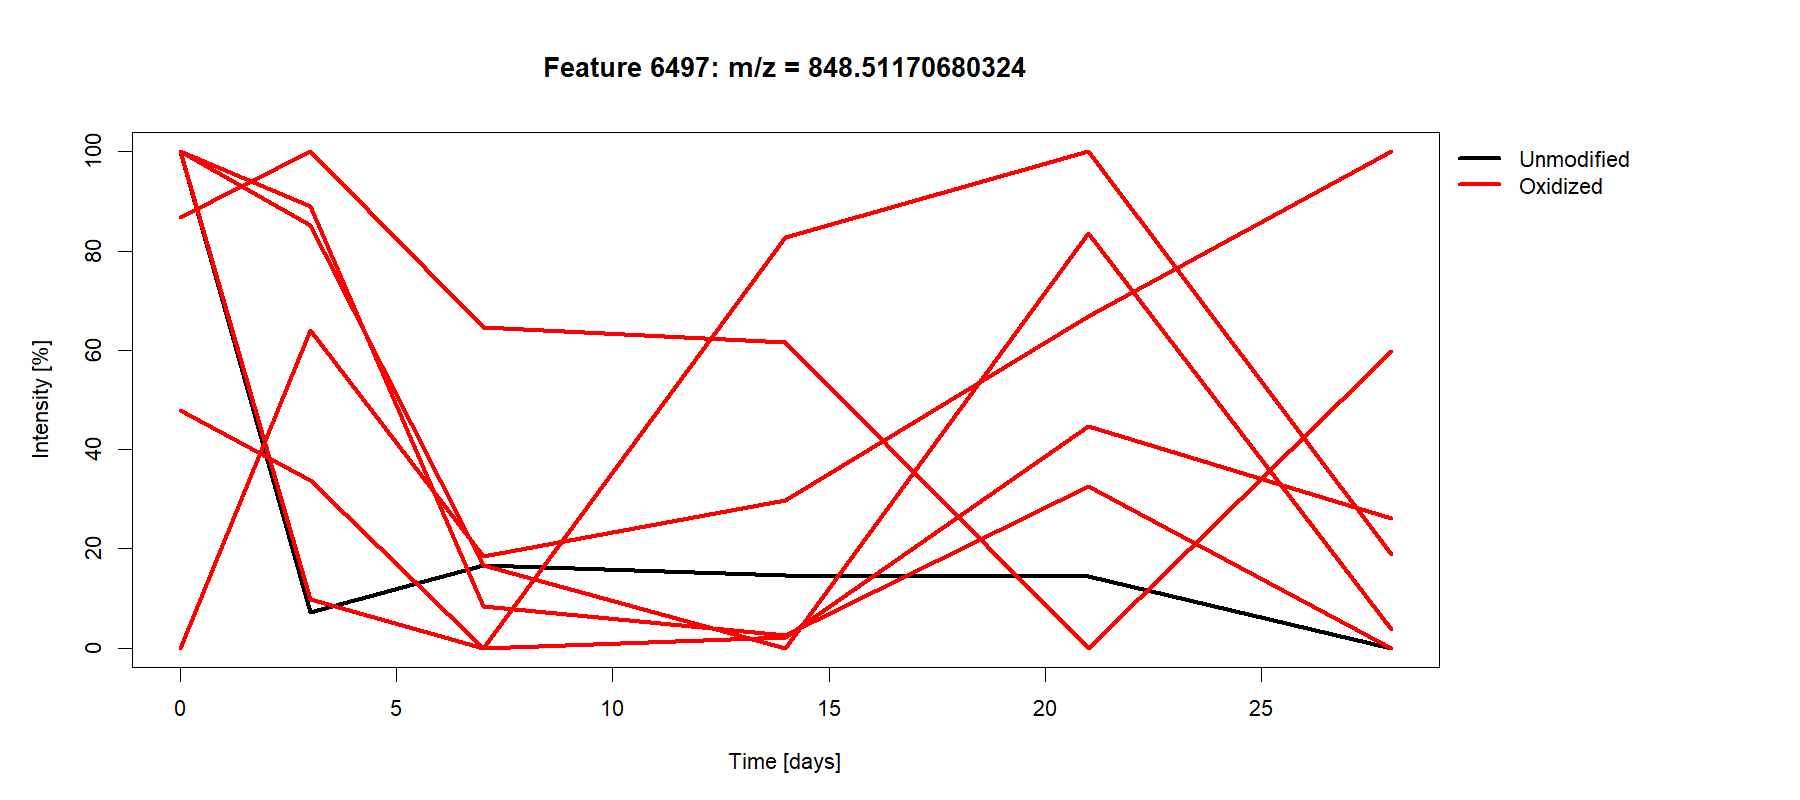 Feature 6497: m/z = 848.51170680324
Unmodified
Oxidized
Intensity [%]
100
80
60
40
20
0
0 5 10 15 20 25
Time [days]